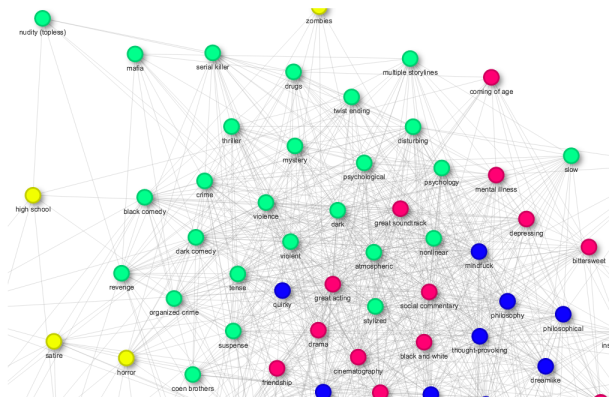 zombies
nudity (topless)
mafia
serial killer
multiple storylines
drugs
coming of age
twist ending
thriller
disturbing
mystery
psychological
psychology
slow
mental illness
crime
high school
black comedy
violence
dark
great soundtrack
depressing
dark comedy
violent
atmospheric
nonlinear
mindfuck
bittersweet
revenge
tense
organized crime
quirky
great acting
stylized
social commentary
philosophy
philosophical
satire
horror
suspense
drama
black and white
thought-provoking
coen brothers
friendship
cinematography
dreamlike